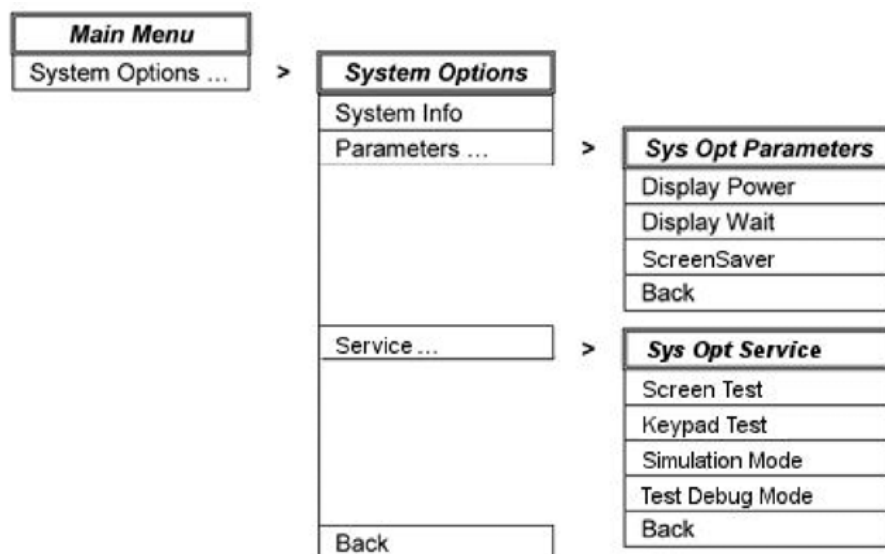 Main Menu
System Options ...
>
System Options
System Info
Parameters ...
>
Sys Opt Parameters
Display Power
Display Wait
ScreenSaver
Back
Service ...
>
Sys Opt Service
Screen Test
Keypad Test
Simulation Mode
Test Debug Mode
Back
Back